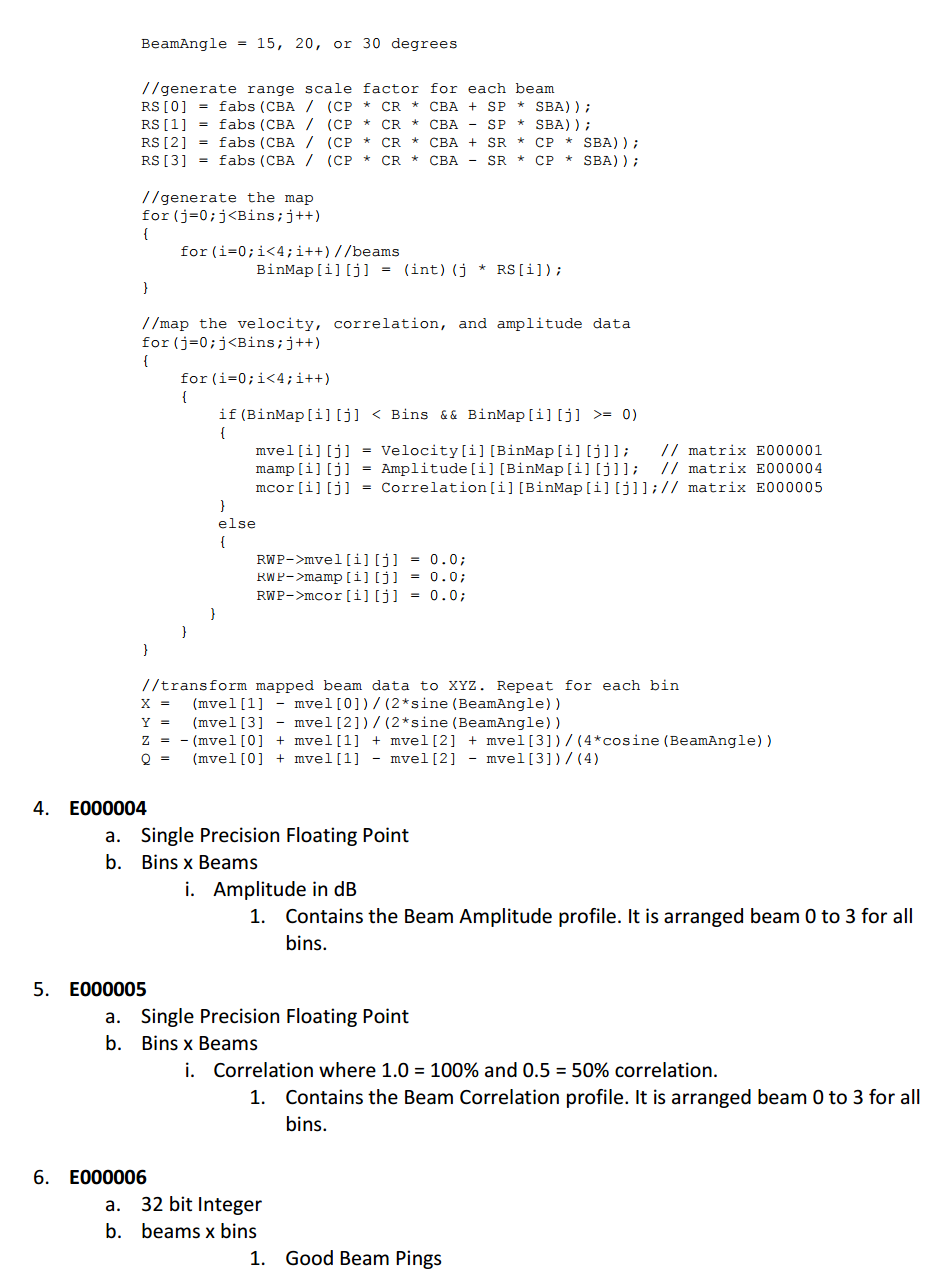 BeamAngle = 15, 20, or 30 degrees
//generate range scale factor for each beam
RS[0] = fabs(CBA / (CP * CR * CBA + SP * SBA));
RS[1] = fabs(CBA / (CP * CR * CBA - SP * SBA));
RS[2] = fabs(CBA / (CP * CR * CBA + SR * CP * SBA));
RS[3] = fabs(CBA / (CP * CR * CBA - SR * CP * SBA));
//generate the map
for(j=0;j<Bins;j++)
{
for(i=0;i<4;i++)//beams
BinMap[i][j] = (int)(j * RS[i]);
}
//map the velocity, correlation, and amplitude data
for(j=0;j<Bins;j++)
{
for(i=0;i<4;i++)
{
if(BinMap[i][j] < Bins && BinMap[i][j] >= 0)
{
mvel[i][j] = Velocity[i][BinMap[i][j]]; // matrix E000001
mamp[i][j] = Amplitude[i][BinMap[i][j]]; // matrix E000004
mcor[i][j] = Correlation[i][BinMap[i][j]];// matrix E000005
}
else
{
RWP->mvel[i][j] = 0.0;
RWP->mamp[i][j] = 0.0;
RWP->mcor[i][j] = 0.0;
}
}
}
//transform mapped beam data to XYZ. Repeat for each bin
X = (mvel[1] - mvel[0])/(2*sine(BeamAngle))
Y = (mvel[3] - mvel[2])/(2*sine(BeamAngle))
Z = -(mvel[0] + mvel[1] + mvel[2] + mvel[3])/(4*cosine(BeamAngle))
Q = (mvel[0] + mvel[1] - mvel[2] - mvel[3])/(4)
4. E000004
a. Single Precision Floating Point
b. Bins x Beams
i. Amplitude in dB
1. Contains the Beam Amplitude profile. It is arranged beam 0 to 3 for all
bins.
5. E000005
a. Single Precision Floating Point
b. Bins x Beams
i. Correlation where 1.0 = 100% and 0.5 = 50% correlation.
1. Contains the Beam Correlation profile. It is arranged beam 0 to 3 for all
bins.
6. E000006
a. 32 bit Integer
b. beams x bins
1. Good Beam Pings